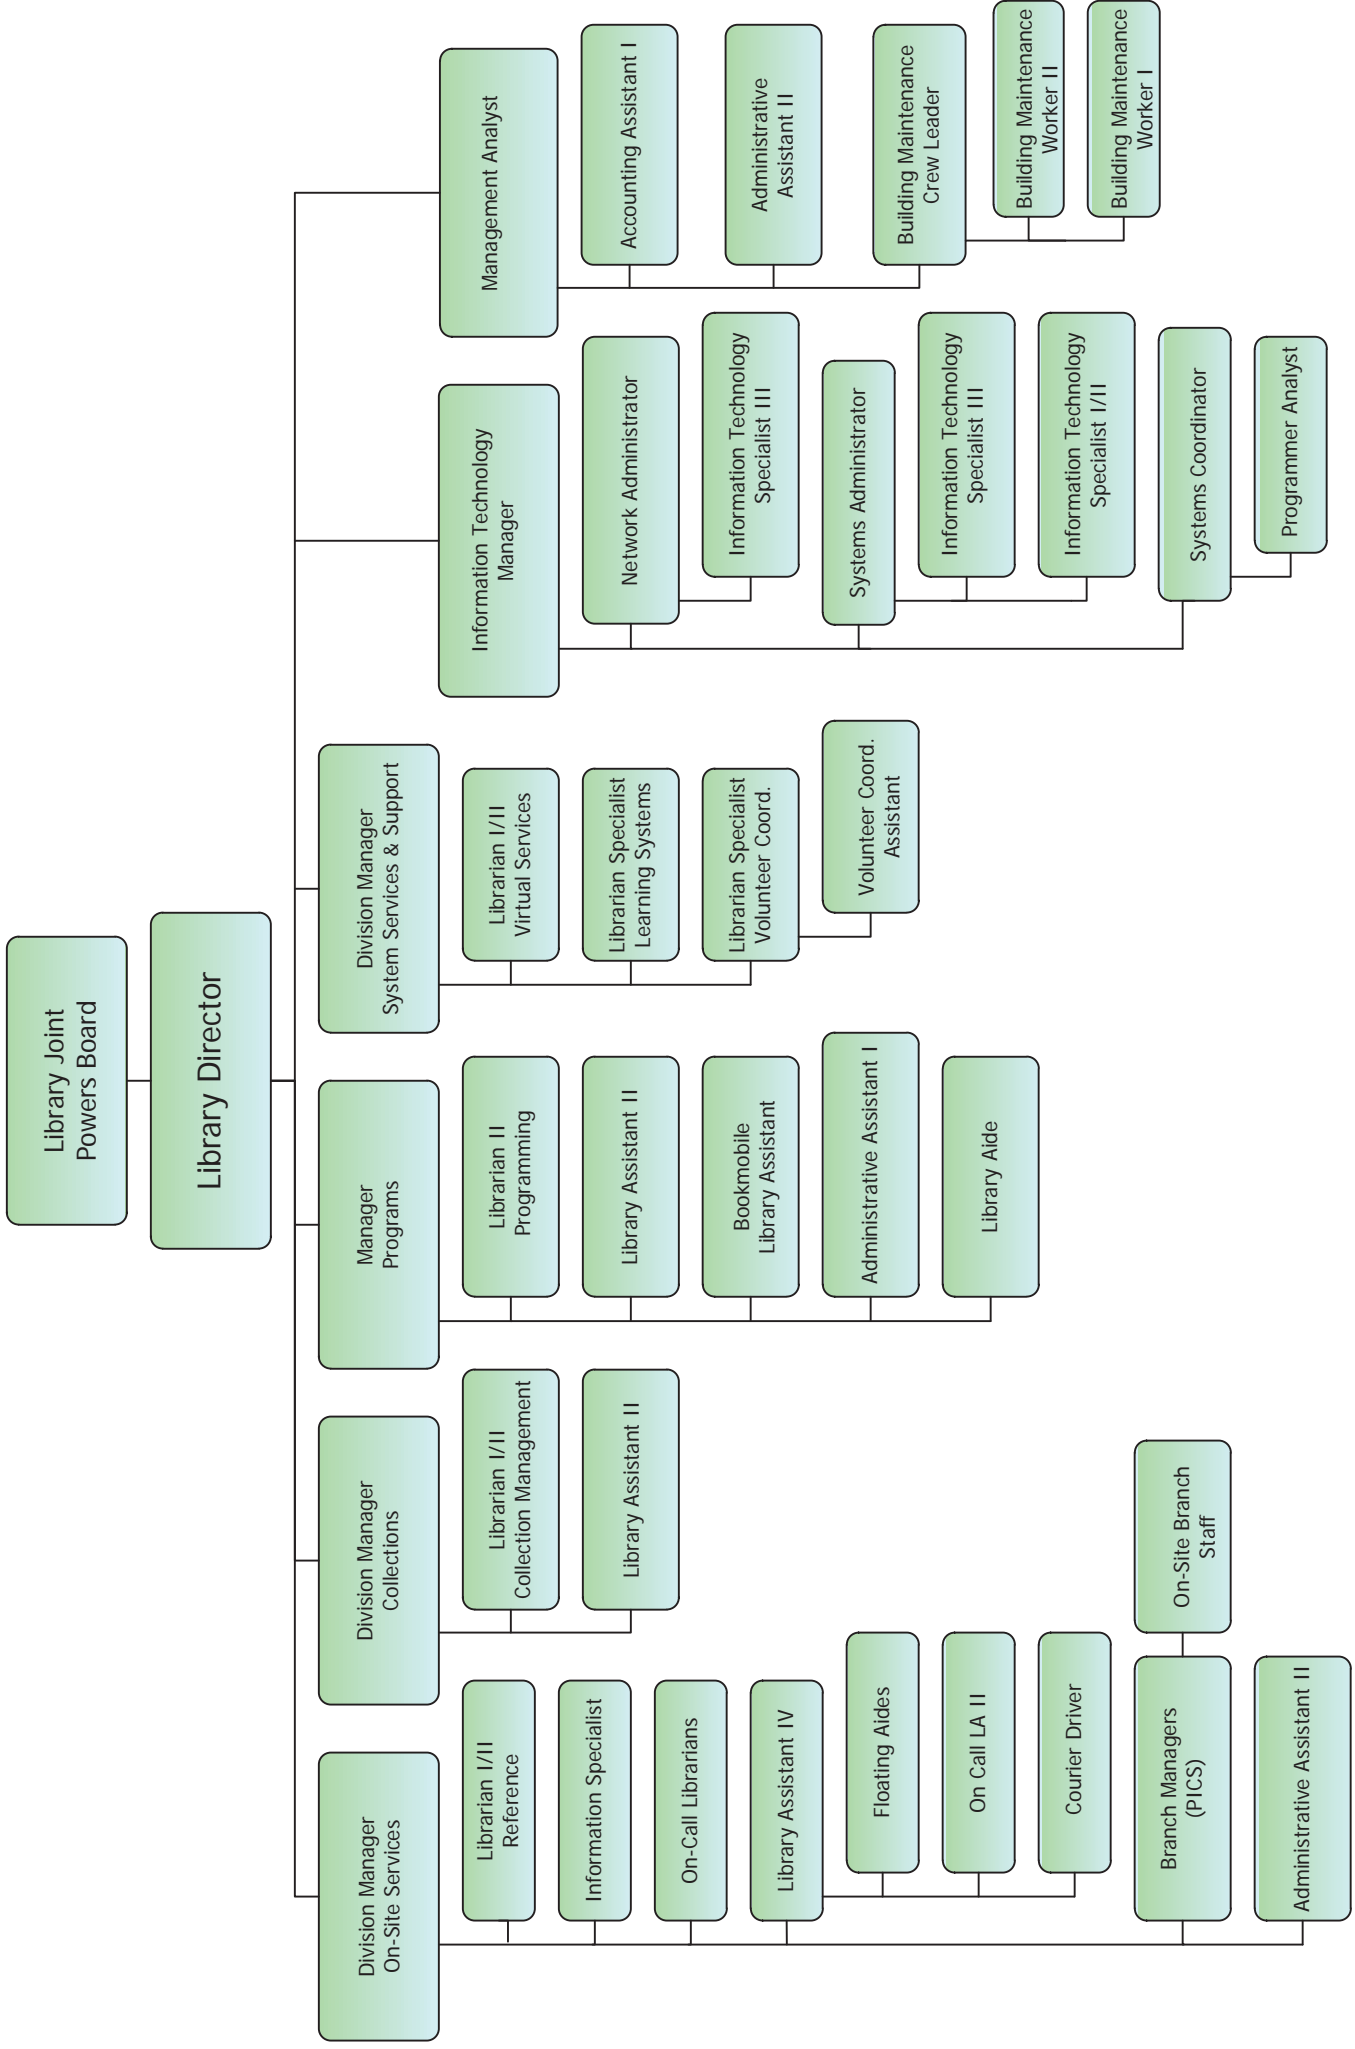 Library Joint
Powers Board
Library Director
Division Manager
On-Site Services
Librarian I/II
Reference
Information Specialist
On-Call Librarians
Library Assistant IV
Floating Aides
On Call LA II
Courier Driver
Branch Managers
(PICS)
On-Site Branch
Staff
Administrative Assistant II
Division Manager
Collections
Librarian I/II
Collection Management
Library Assistant II
Manager
Programs
Librarian II
Programming
Library Assistant II
Bookmobile
Library Assistant
Administrative Assistant I
Library Aide
Division Manager
System Services & Support
Librarian I/II
Virtual Services
Librarian Specialist
Learning Systems
Librarian Specialist
Volunteer Coord.
Volunteer Coord.
Assistant
Information Technology
Manager
Network Administrator
Information Technology
Specialist III
Systems Administrator
Information Technology
Specialist III
Information Technology
Specialist I/II
Systems Coordinator
Programmer Analyst
Management Analyst
Accounting Assistant I
Administrative
Assistant II
Building Maintenance
Crew Leader
Building Maintenance
Worker II
Building Maintenance
Worker I